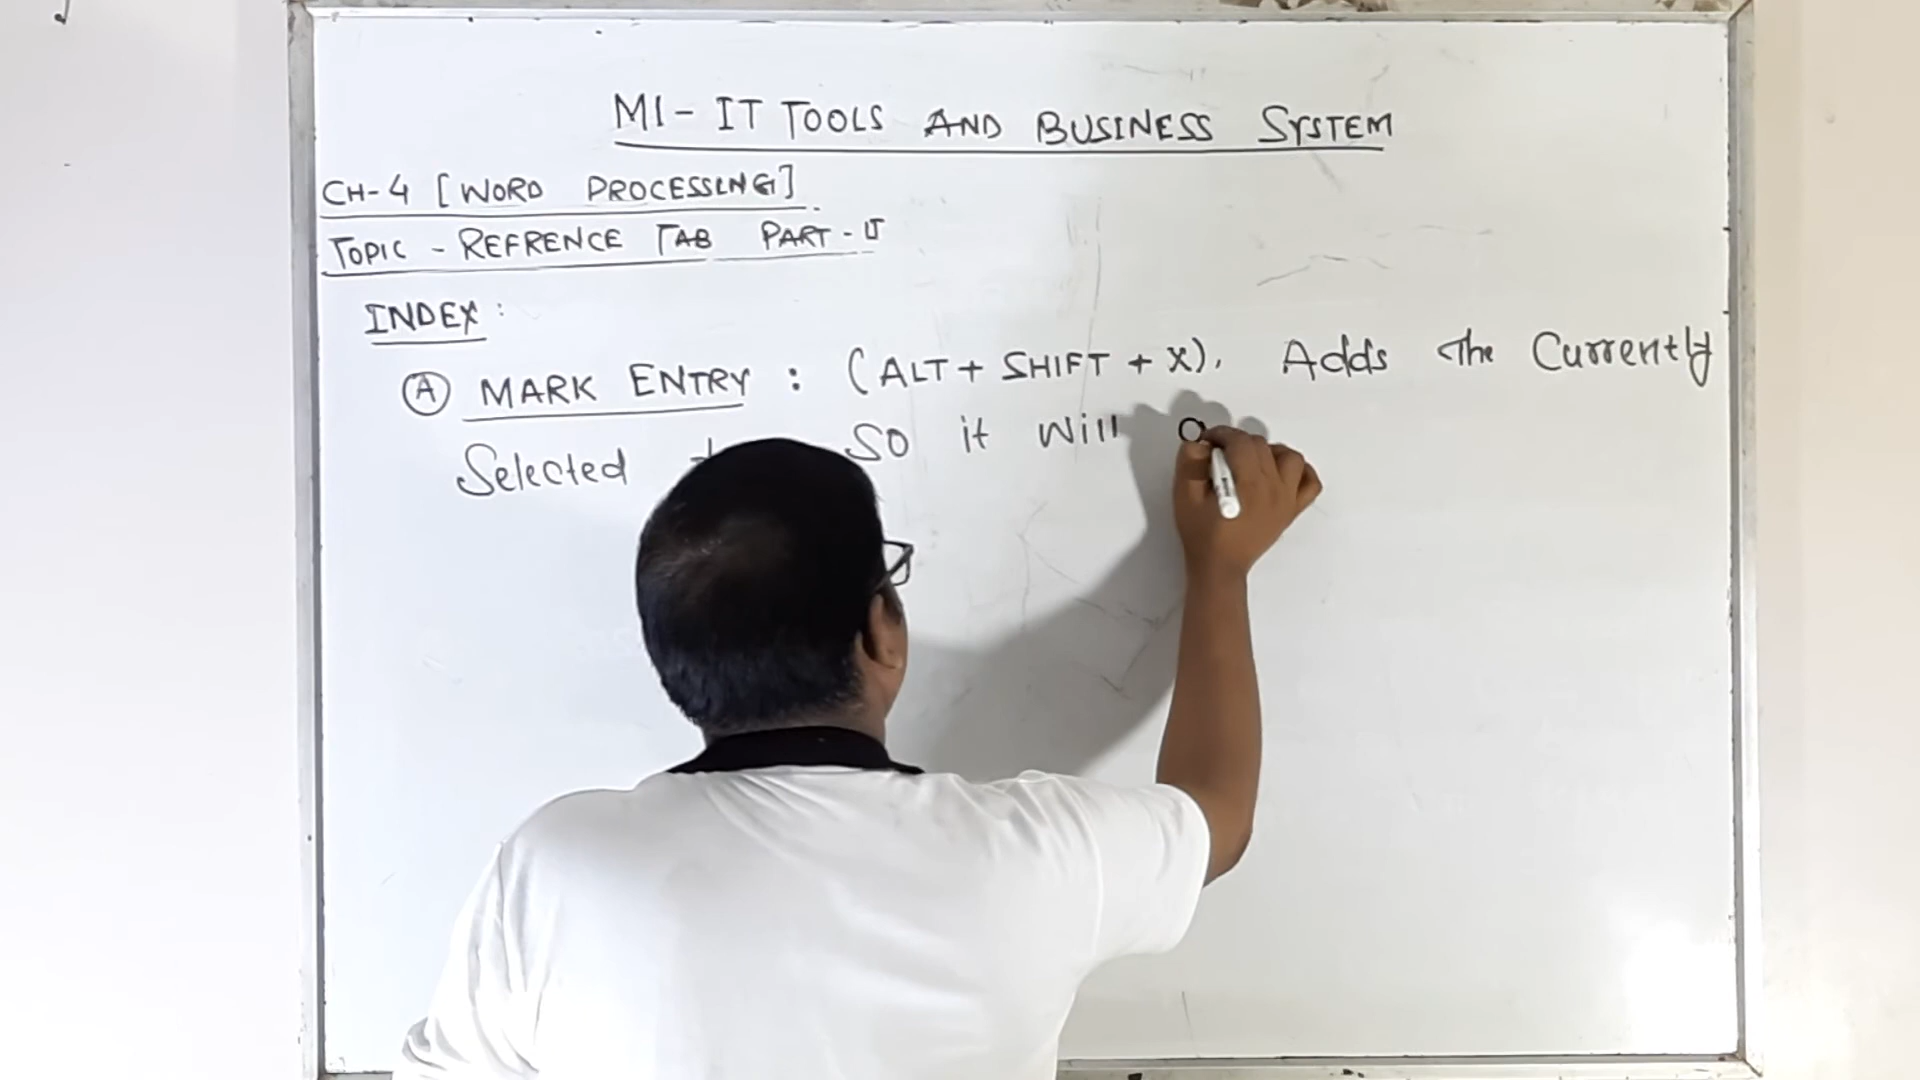 M1- IT TOOLS AND BUSINESS SYSTEM
CH-4 [WORD PROCESSING]
TOPIC - REFRENCE TAB PART - II
INDEX :
(A) MARK ENTRY : (ALT + SHIFT + X). Adds the Currently
Selected so it will